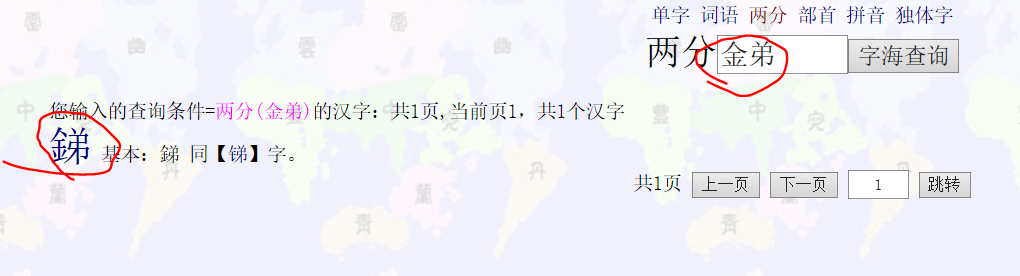 单字 词语 两分 部首 拼音 独体字
两分 金弟 字海查询
您输入的查询条件=两分(金弟)的汉字：共1页,当前页1，共1个汉字
銻 基本：銻 同【锑】字。
共1页 上一页 下一页 1 跳转